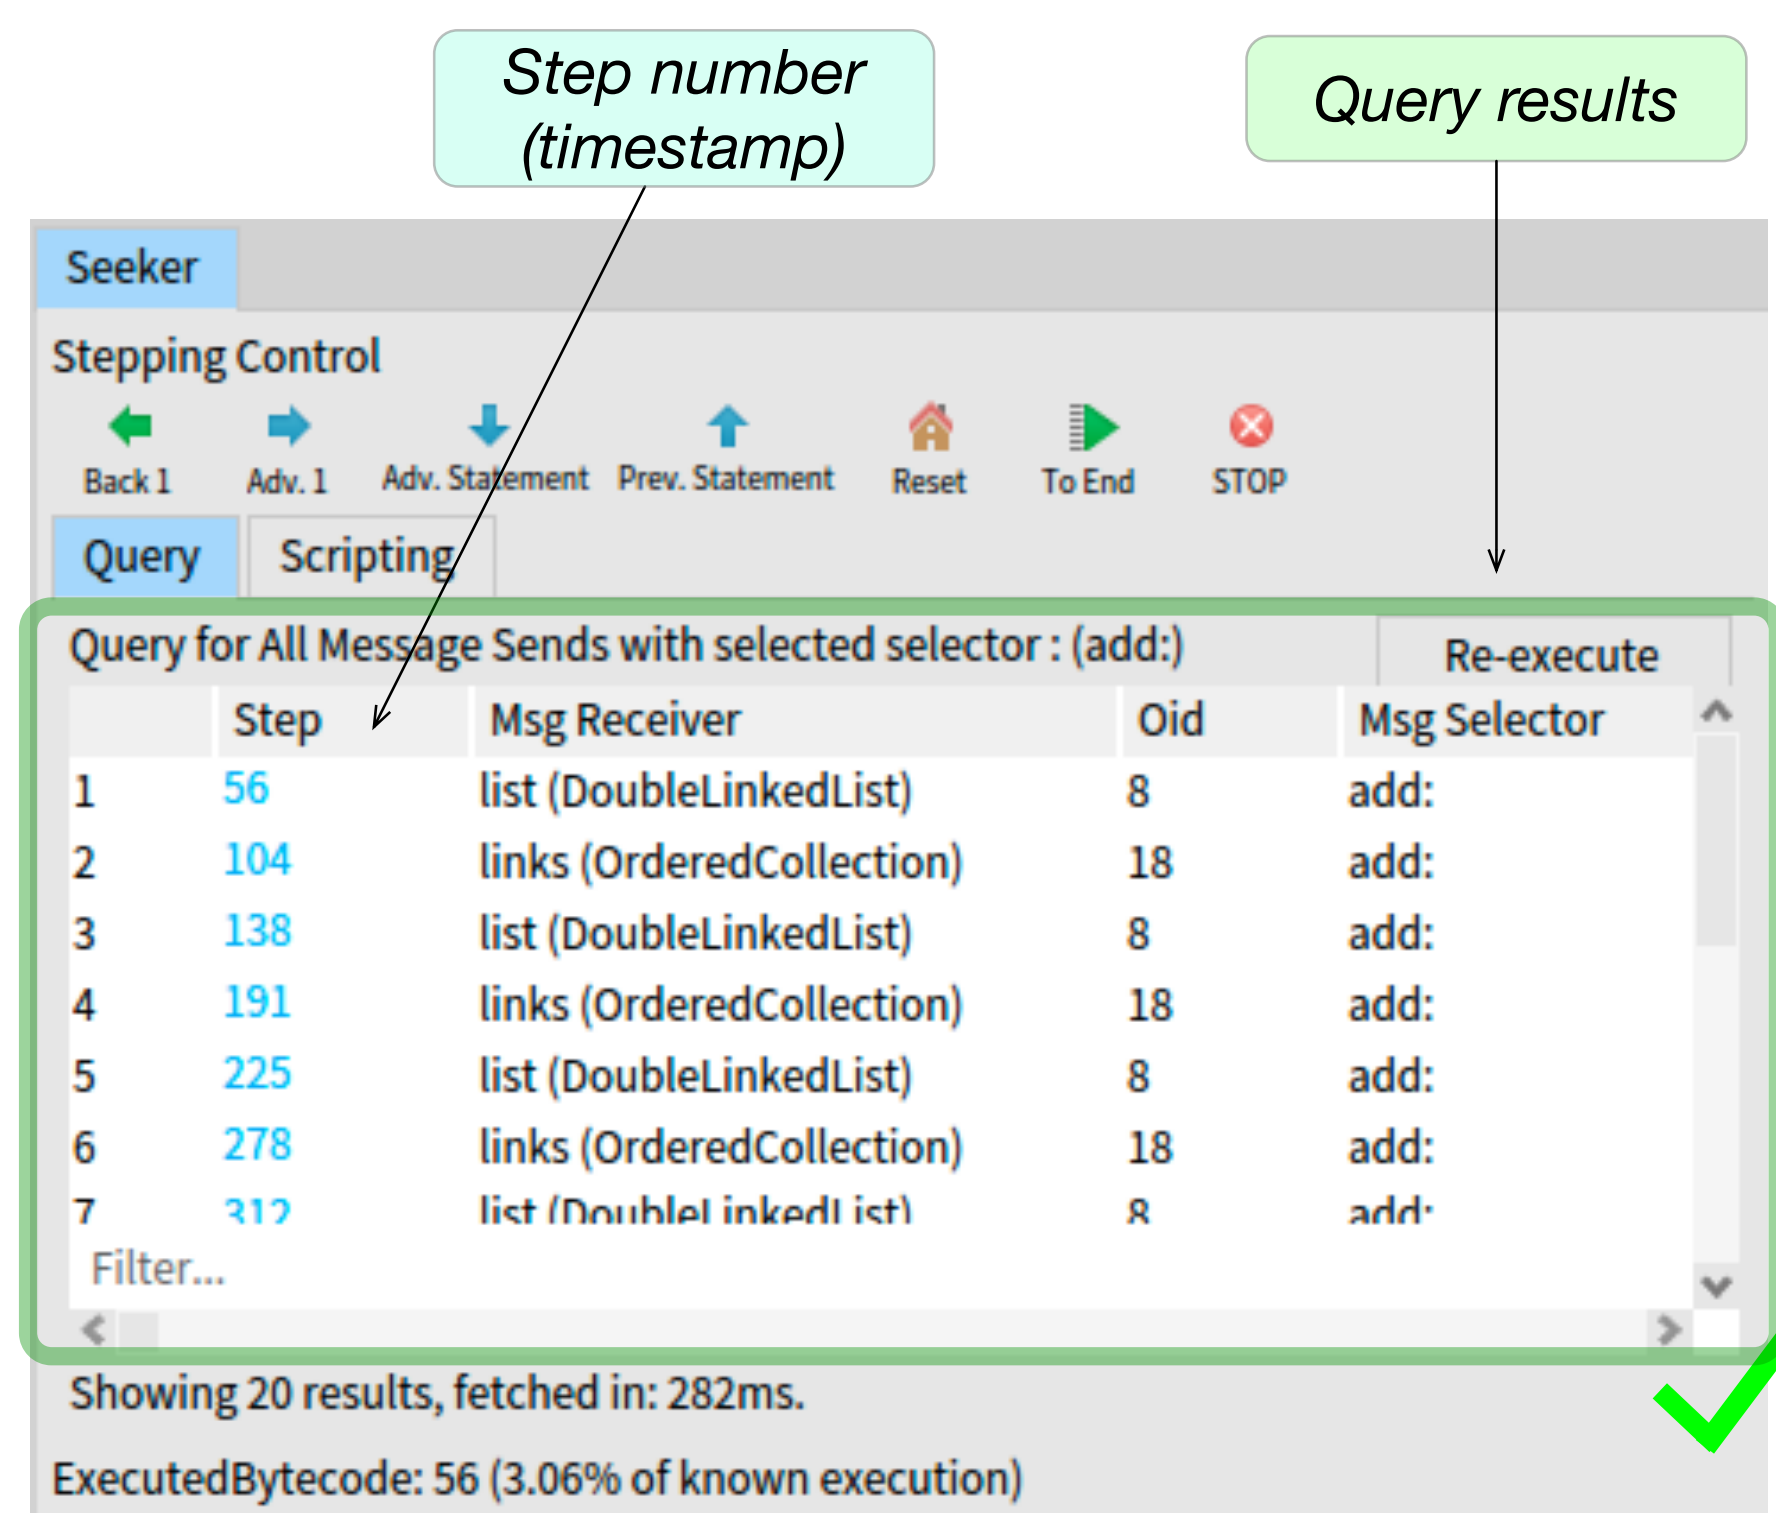 Step number
(timestamp)
Query results
Seeker
Stepping Control
Back 1 Adv. 1 Adv. Statement Prev. Statement Reset To End STOP
Query Scripting
Query for All Message Sends with selected selector : (add:) Re-execute
Step Msg Receiver Oid Msg Selector
1 56 list (DoubleLinkedList) 8 add:
2 104 links (OrderedCollection) 18 add:
3 138 list (DoubleLinkedList) 8 add:
4 191 links (OrderedCollection) 18 add:
5 225 list (DoubleLinkedList) 8 add:
6 278 links (OrderedCollection) 18 add:
7 312 list (DoubleLinkedList) 8 add:
Filter...
Showing 20 results, fetched in: 282ms.
ExecutedBytecode: 56 (3.06% of known execution)